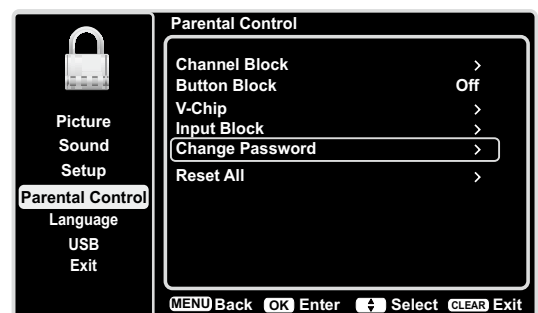 Parental Control
Channel Block >
Button Block Off
V-Chip >
Input Block >
Change Password >
Reset All >
Picture
Sound
Setup
Parental Control
Language
USB
Exit
MENU Back OK Enter Select CLEAR Exit